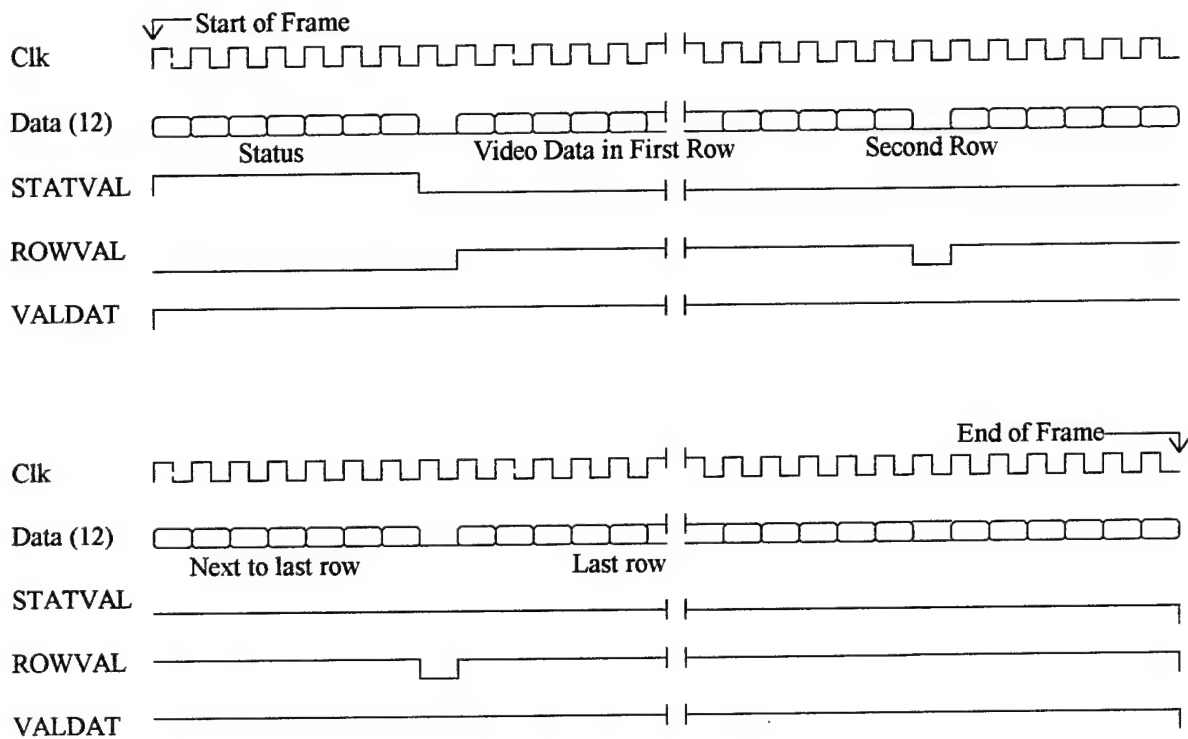 Start of Frame
Clk
Data (12)
Status
Video Data in First Row
Second Row
STATVAL
ROWVAL
VALDAT
End of Frame
Clk
Data (12)
Next to last row
Last row
STATVAL
ROWVAL
VALDAT